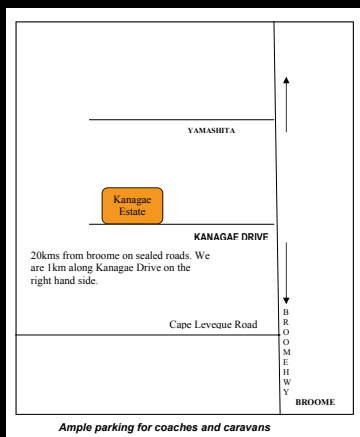 YAMASHITA
Kanagae
Estate
KANAGAE DRIVE
20kms from broome on sealed roads. We
are 1km along Kanagae Drive on the
right hand side.
Cape Leveque Road
BROOMEHWY
BROOME
Ample parking for coaches and caravans